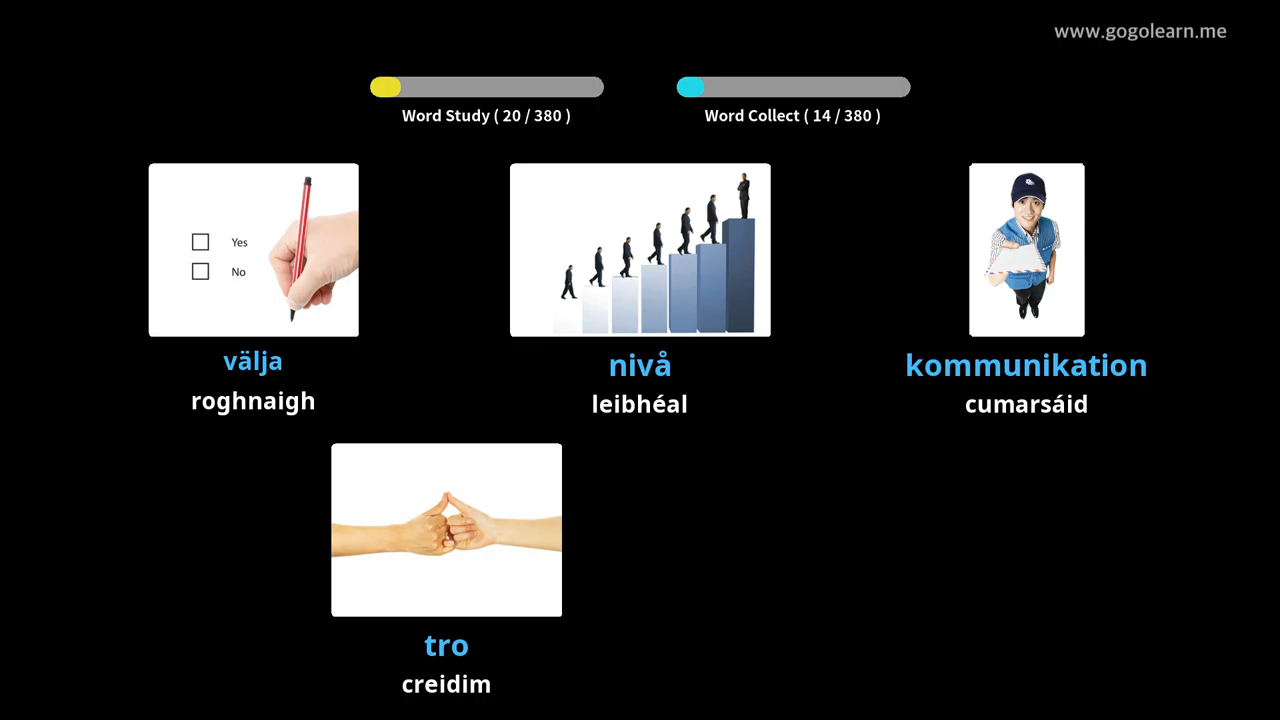 www.gogolearn.me
Word Study ( 20 / 380 )
Word Collect ( 14 / 380 )
Yes
No
välja
roghnaigh
nivå
leibhéal
kommunikation
cumarsáid
tro
creidim